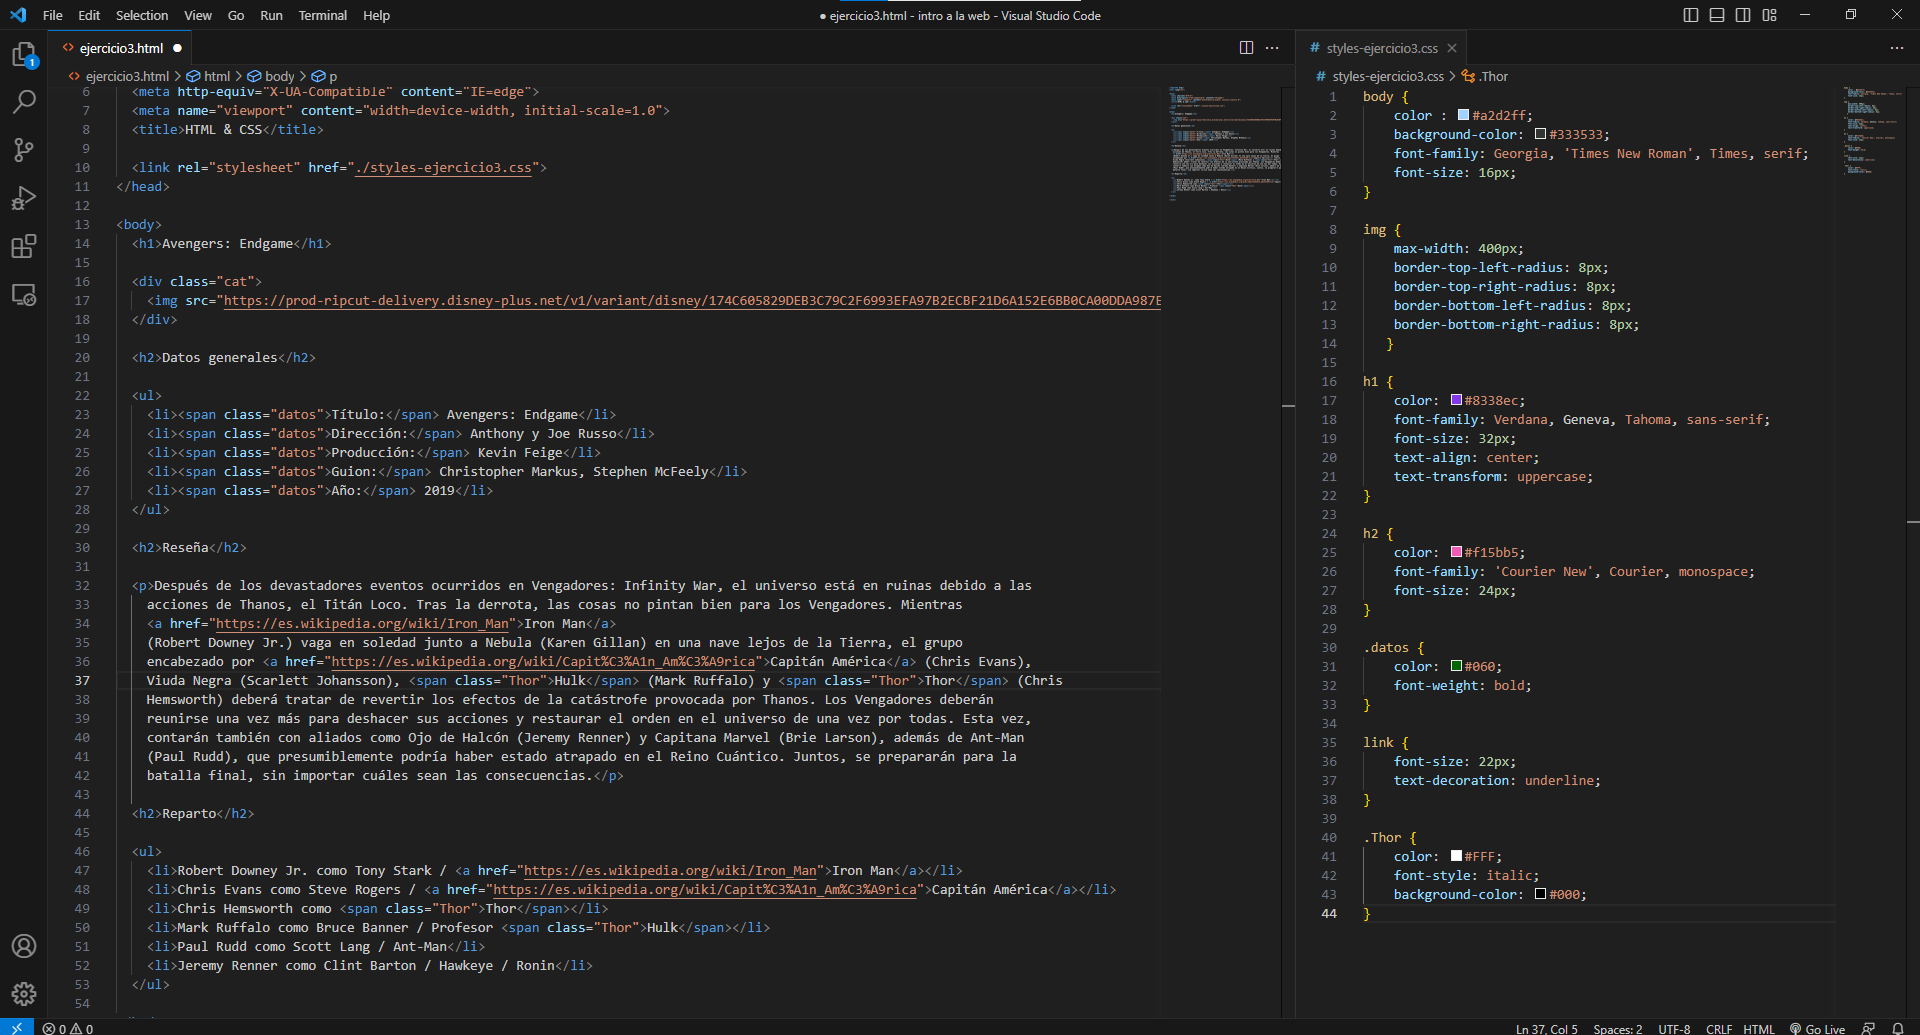 File Edit Selection View Go Run Terminal Help
● ejercicio3.html - intro a la web - Visual Studio Code
ejercicio3.html ●
ejercicio3.html > html > body > p
1
6 <meta http-equiv="X-UA-Compatible" content="IE=edge">
7 <meta name="viewport" content="width=device-width, initial-scale=1.0">
8 <title>HTML & CSS</title>
9
10 <link rel="stylesheet" href="./styles-ejercicio3.css">
11 </head>
12
13 <body>
14 <h1>Avengers: Endgame</h1>
15
16 <div class="cat">
17 <img src="https://prod-ripcut-delivery.disney-plus.net/v1/variant/disney/174C605829DEB3C79C2F6993EFA97B2ECBF21D6A152E6BB0CA00DDA987E
18 </div>
19
20 <h2>Datos generales</h2>
21
22 <ul>
23 <li><span class="datos">Título:</span> Avengers: Endgame</li>
24 <li><span class="datos">Dirección:</span> Anthony y Joe Russo</li>
25 <li><span class="datos">Producción:</span> Kevin Feige</li>
26 <li><span class="datos">Guion:</span> Christopher Markus, Stephen McFeely</li>
27 <li><span class="datos">Año:</span> 2019</li>
28 </ul>
29
30 <h2>Reseña</h2>
31
32 <p>Después de los devastadores eventos ocurridos en Vengadores: Infinity War, el universo está en ruinas debido a las
33 acciones de Thanos, el Titán Loco. Tras la derrota, las cosas no pintan bien para los Vengadores. Mientras
34 <a href="https://es.wikipedia.org/wiki/Iron_Man">Iron Man</a>
35 (Robert Downey Jr.) vaga en soledad junto a Nebula (Karen Gillan) en una nave lejos de la Tierra, el grupo
36 encabezado por <a href="https://es.wikipedia.org/wiki/Capit%C3%A1n_Am%C3%A9rica">Capitán América</a> (Chris Evans),
37 Viuda Negra (Scarlett Johansson), <span class="Thor">Hulk</span> (Mark Ruffalo) y <span class="Thor">Thor</span> (Chris
38 Hemsworth) deberá tratar de revertir los efectos de la catástrofe provocada por Thanos. Los Vengadores deberán
39 reunirse una vez más para deshacer sus acciones y restaurar el orden en el universo de una vez por todas. Esta vez,
40 contarán también con aliados como Ojo de Halcón (Jeremy Renner) y Capitana Marvel (Brie Larson), además de Ant-Man
41 (Paul Rudd), que presumiblemente podría haber estado atrapado en el Reino Cuántico. Juntos, se prepararán para la
42 batalla final, sin importar cuáles sean las consecuencias.</p>
43
44 <h2>Reparto</h2>
45
46 <ul>
47 <li>Robert Downey Jr. como Tony Stark / <a href="https://es.wikipedia.org/wiki/Iron_Man">Iron Man</a></li>
48 <li>Chris Evans como Steve Rogers / <a href="https://es.wikipedia.org/wiki/Capit%C3%A1n_Am%C3%A9rica">Capitán América</a></li>
49 <li>Chris Hemsworth como <span class="Thor">Thor</span></li>
50 <li>Mark Ruffalo como Bruce Banner / Profesor <span class="Thor">Hulk</span></li>
51 <li>Paul Rudd como Scott Lang / Ant-Man</li>
52 <li>Jeremy Renner como Clint Barton / Hawkeye / Ronin</li>
53 </ul>
54
# styles-ejercicio3.css
# styles-ejercicio3.css > .Thor
1 body {
2 color : #a2d2ff;
3 background-color: #333533;
4 font-family: Georgia, 'Times New Roman', Times, serif;
5 font-size: 16px;
6 }
7
8 img {
9 max-width: 400px;
10 border-top-left-radius: 8px;
11 border-top-right-radius: 8px;
12 border-bottom-left-radius: 8px;
13 border-bottom-right-radius: 8px;
14 }
15
16 h1 {
17 color: #8338ec;
18 font-family: Verdana, Geneva, Tahoma, sans-serif;
19 font-size: 32px;
20 text-align: center;
21 text-transform: uppercase;
22 }
23
24 h2 {
25 color: #f15bb5;
26 font-family: 'Courier New', Courier, monospace;
27 font-size: 24px;
28 }
29
30 .datos {
31 color: #060;
32 font-weight: bold;
33 }
34
35 link {
36 font-size: 22px;
37 text-decoration: underline;
38 }
39
40 .Thor {
41 color: #FFF;
42 font-style: italic;
43 background-color: #000;
44 }
0 0
Ln 37, Col 5 Spaces: 2 UTF-8 CRLF HTML Go Live